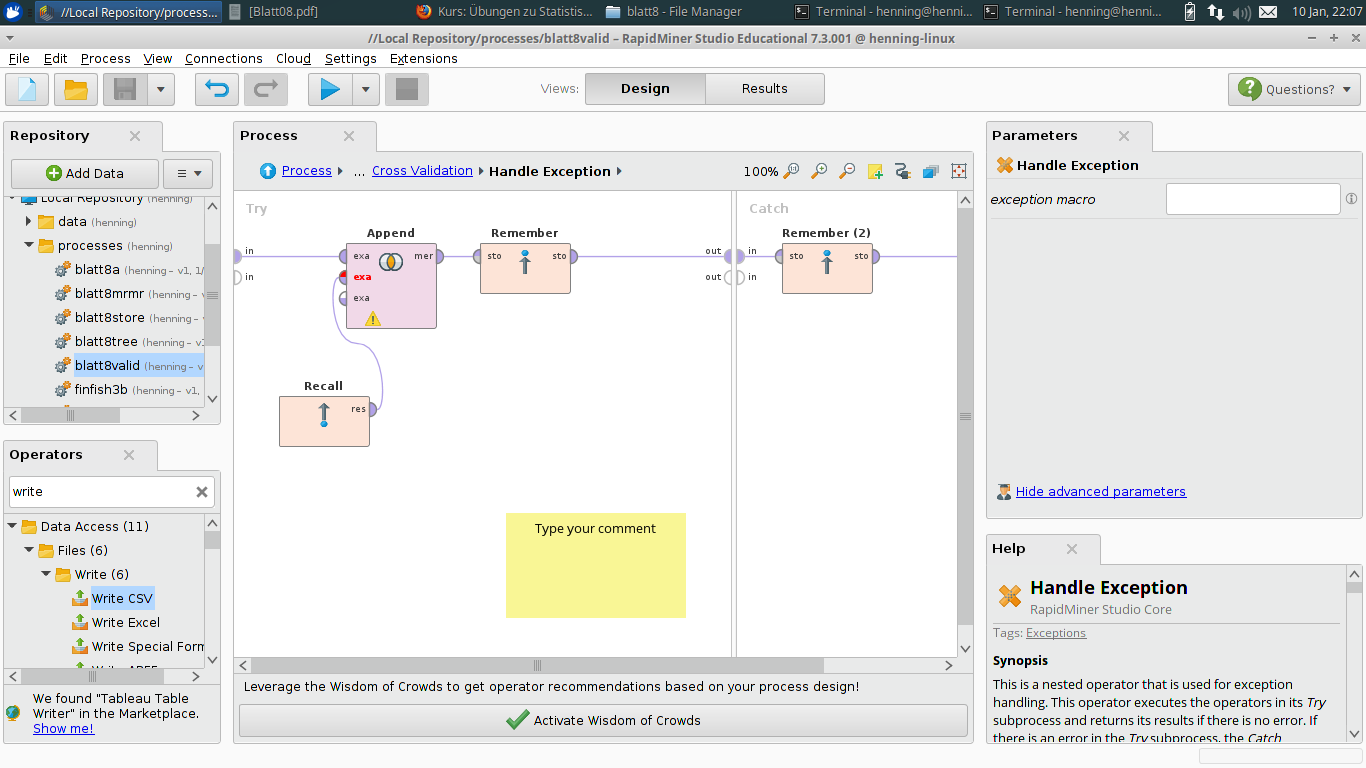 //Local Repository/process...
[Blatt08.pdf]
Kurs: Übungen zu Statistis...
blatt8 - File Manager
Terminal - henning@henni...
Terminal - henning@henni...
10 Jan, 22:07
//Local Repository/processes/blatt8valid – RapidMiner Studio Educational 7.3.001 @ henning-linux
File Edit Process View Connections Cloud Settings Extensions
Views: Design Results
Questions?
Repository
Add Data
Local Repository (henning)
data (henning)
processes (henning)
blatt8a (henning – v1, 1/
blatt8mrmr (henning –
blatt8store (henning – v
blatt8tree (henning – v1
blatt8valid (henning – v
finfish3b (henning – v1,
Operators
write
Data Access (11)
Files (6)
Write (6)
Write CSV
Write Excel
Write Special Form
Write ARFF
We found "Tableau Table
Writer" in the Marketplace.
Show me!
Process
Process ... Cross Validation Handle Exception
100%
Try
in
in
Append
exa mer
exa
exa
Remember
sto sto
out
out
Recall
res
Type your comment
Catch
in
in
Remember (2)
sto sto
Leverage the Wisdom of Crowds to get operator recommendations based on your process design!
Activate Wisdom of Crowds
Parameters
Handle Exception
exception macro
Hide advanced parameters
Help
Handle Exception
RapidMiner Studio Core
Tags: Exceptions
Synopsis
This is a nested operator that is used for exception
handling. This operator executes the operators in its Try
subprocess and returns its results if there is no error. If
there is an error in the Try subprocess, the Catch